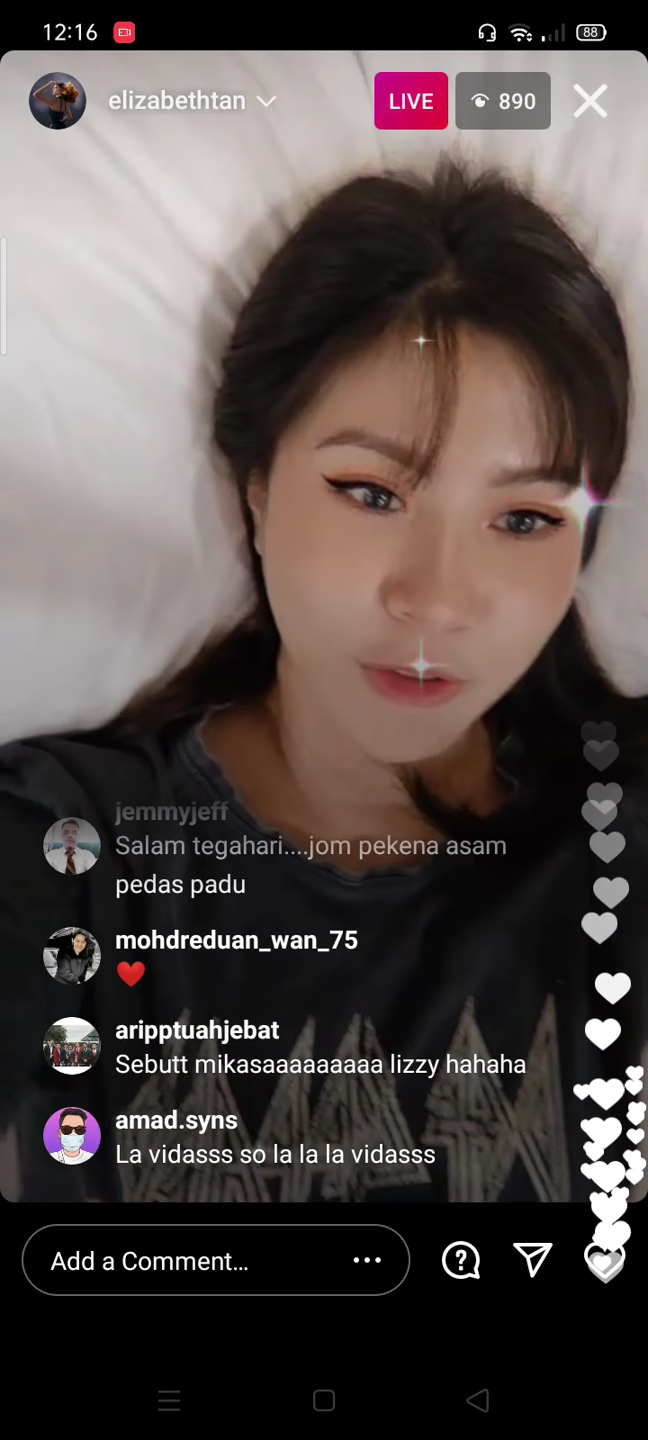 12:16
88
elizabethtan
LIVE
890
jemmyjeff
Salam tegahari....jom pekena asam
pedas padu
mohdreduan_wan_75
❤️
aripptuahjebat
Sebutt mikasaaaaaaaaa lizzy hahaha
amad.syns
La vidasss so la la la vidasss
Add a Comment...